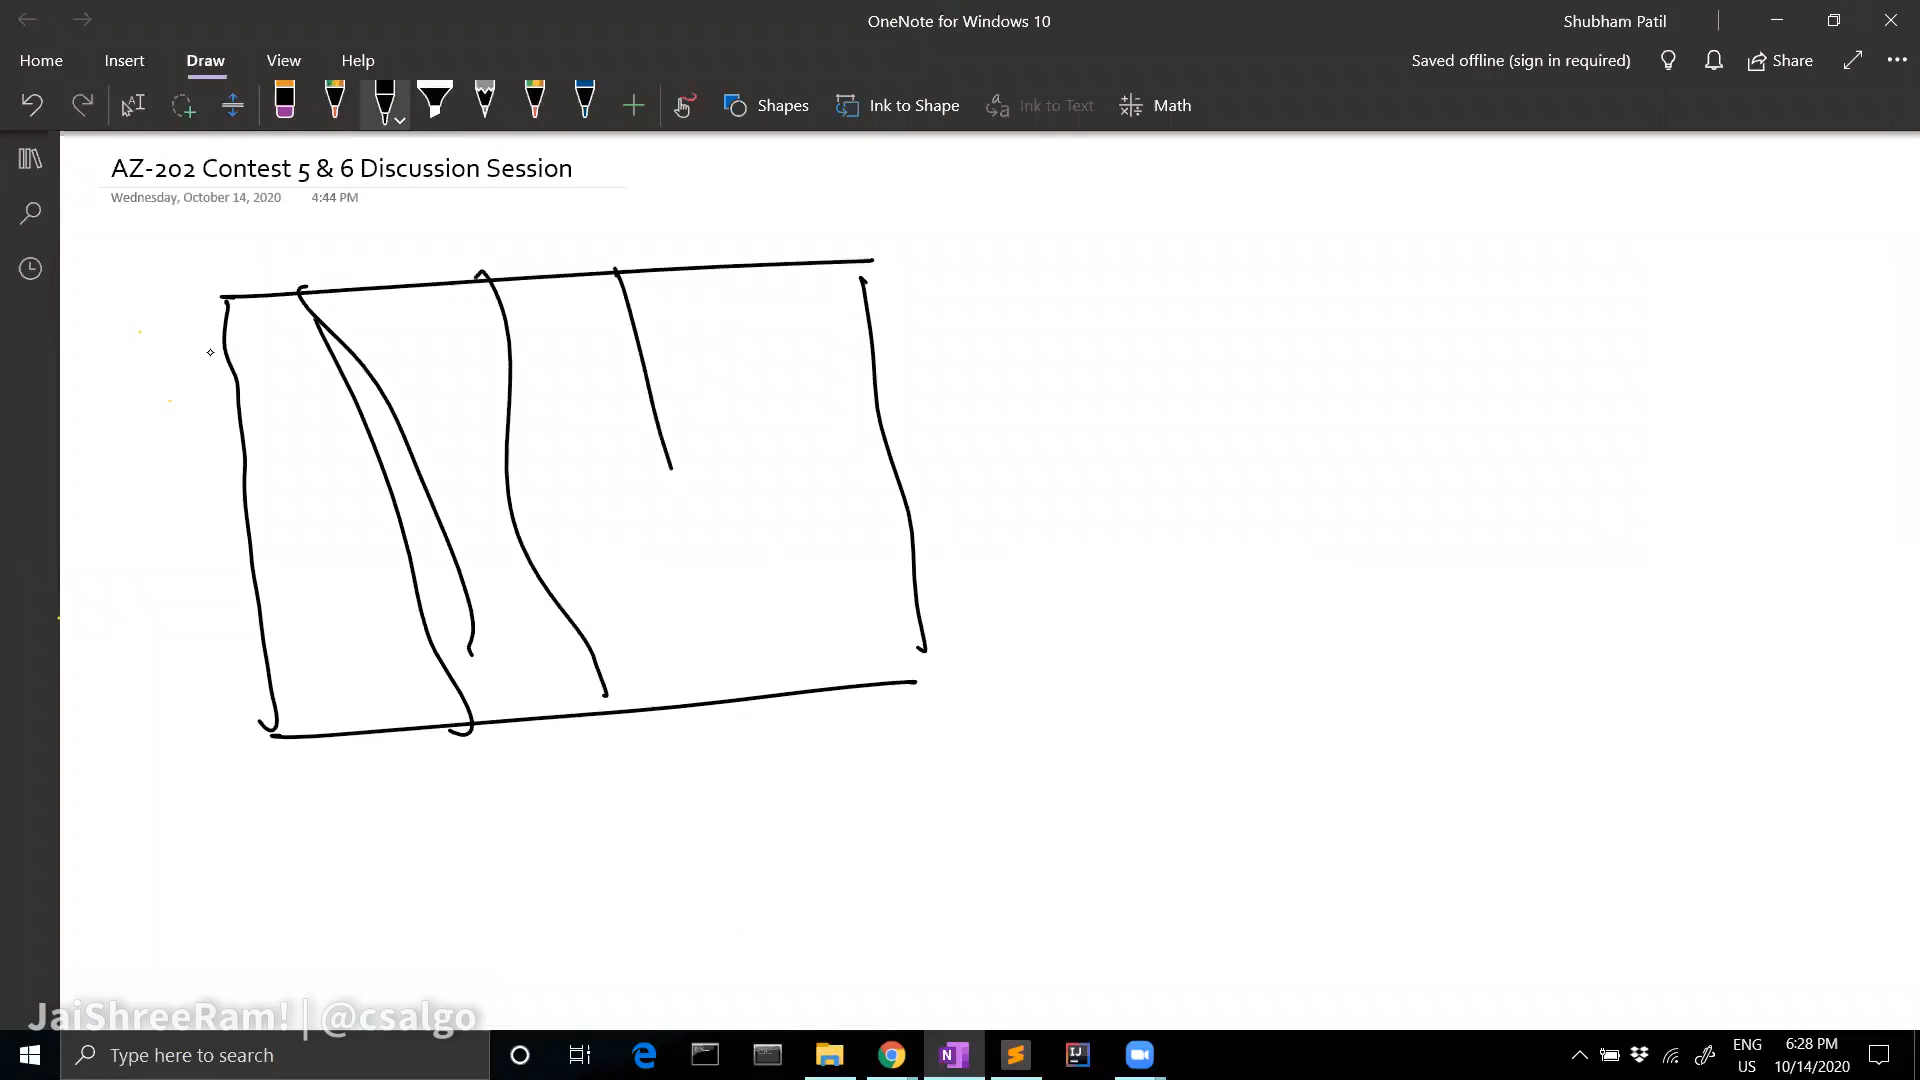 OneNote for Windows 10
Shubham Patil
Home Insert Draw View Help
Saved offline (sign in required)
Share
Shapes
Ink to Shape
Ink to Text
Math
AZ-202 Contest 5 & 6 Discussion Session
Wednesday, October 14, 2020 4:44 PM
JaiShreeRam! | @csalgo
Type here to search
N
IJ
ENG
US
6:28 PM
10/14/2020